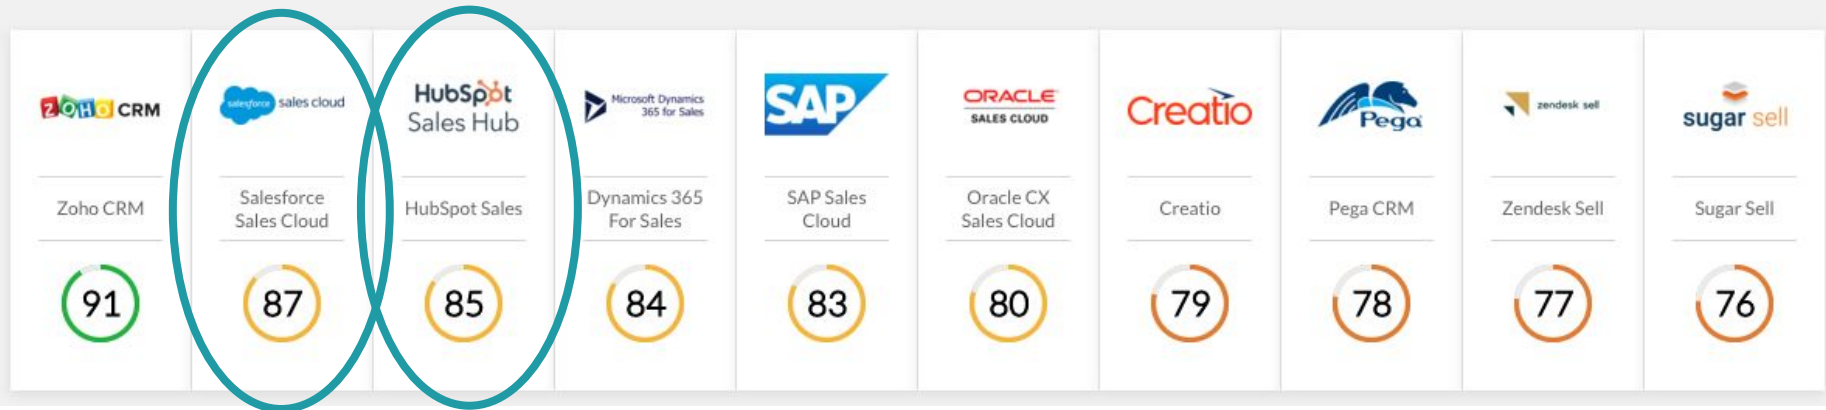 ZOHO CRM
Zoho CRM
91
salesforce sales cloud
Salesforce
Sales Cloud
87
HubSpot
Sales Hub
HubSpot Sales
85
Microsoft Dynamics
365 for Sales
Dynamics 365
For Sales
84
SAP
SAP Sales
Cloud
83
ORACLE
SALES CLOUD
Oracle CX
Sales Cloud
80
Creatio
Creatio
79
Pega
Pega CRM
78
zendesk sell
Zendesk Sell
77
sugar sell
Sugar Sell
76